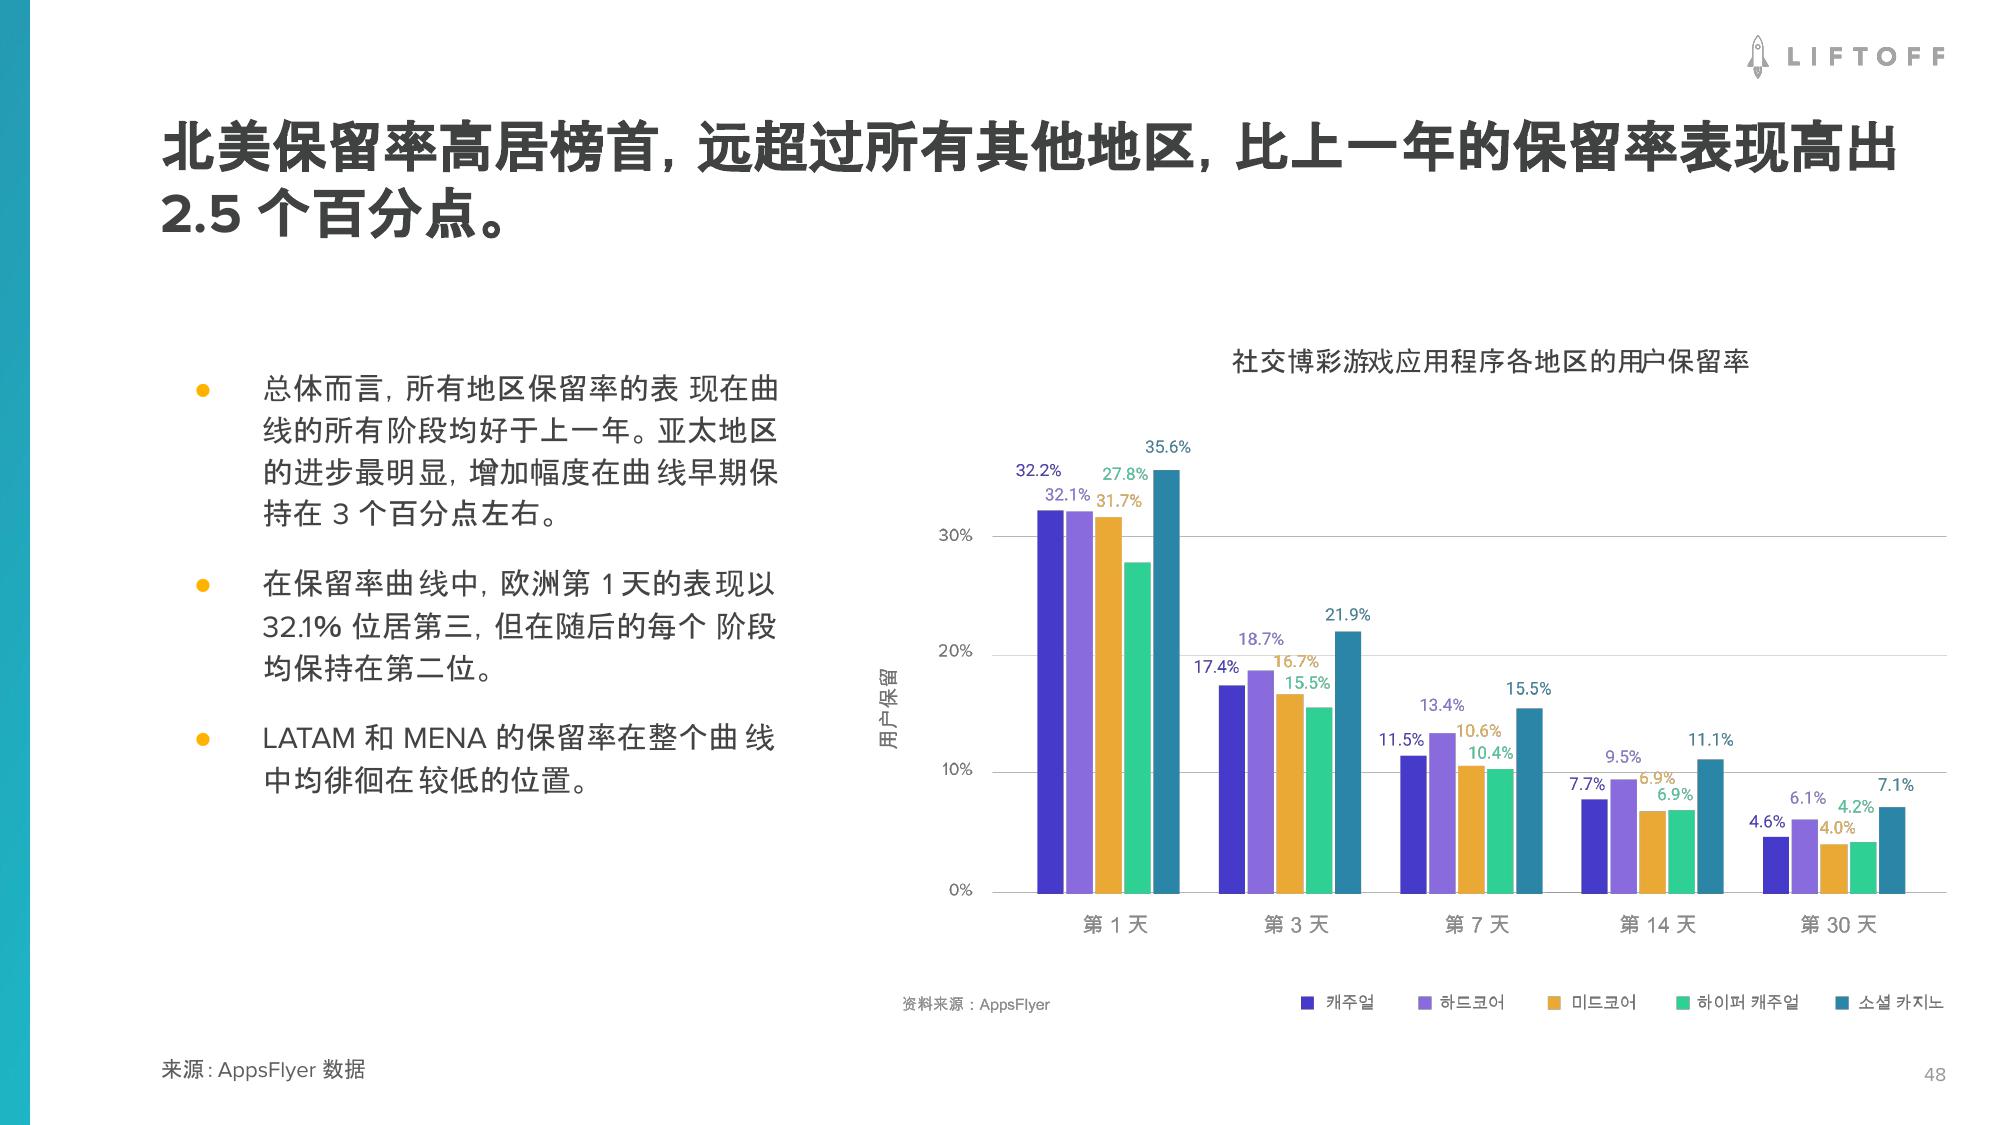 LIFTOFF
北美保留率高居榜首, 远超过所有其他地区, 比上一年的保留率表现高出
2.5 个百分点。
总体而言, 所有地区保留率的表 现在曲
线的所有阶段均好于上一年。亚太地区
的进步最明显, 增加幅度在曲线早期保
持在 3 个百分点左右。
在保留率曲线中, 欧洲第 1 天的表现以
32.1% 位居第三, 但在随后的每个 阶段
均保持在第二位。
LATAM 和 MENA 的保留率在整个曲 线
中均徘徊在较低的位置。
社交博彩游戏应用程序各地区的用户保留率
用户保留
30%
20%
10%
0%
32.2%
32.1%
31.7%
27.8%
35.6%
17.4%
18.7%
16.7%
15.5%
21.9%
11.5%
13.4%
10.6%
10.4%
15.5%
7.7%
9.5%
6.9%
6.9%
11.1%
4.6%
6.1%
4.0%
4.2%
7.1%
第 1 天
第 3 天
第 7 天
第 14 天
第 30 天
资料来源：AppsFlyer
캐주얼
하드코어
미드코어
하이퍼 캐주얼
소셜 카지노
来源: AppsFlyer 数据
48